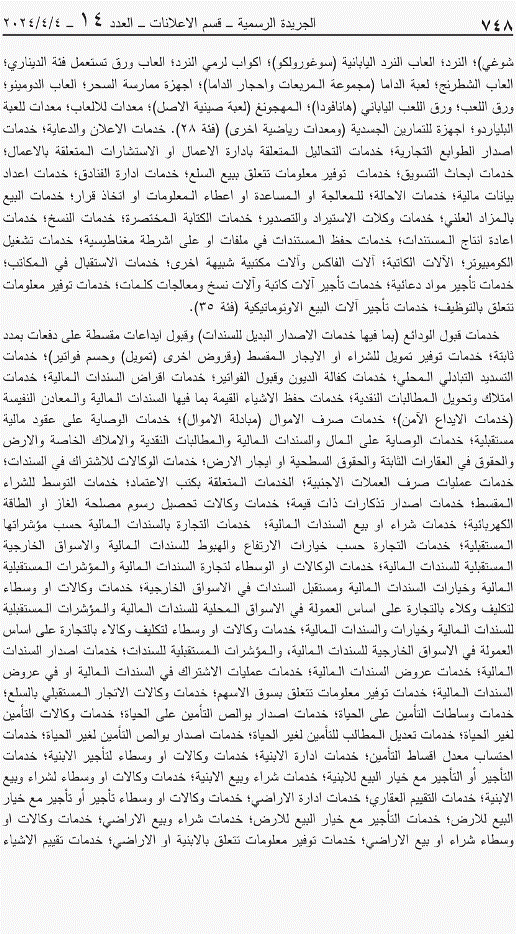 ٧٤٨ الجريدة الرسمية ــ قسم الاعلانات ــ العدد ١٤ ــ ٢٠٢٤/٤/٤
شوغي)؛ النرد؛ العاب النرد اليابانية (سوغورولكو)؛ اكواب لرمي النرد؛ العاب ورق تستعمل فئة الديناري؛
العاب الشطرنج؛ لعبة الداما (مجموعة المربعات واحجار الداما)؛ اجهزة ممارسة السحر؛ العاب الدومينو؛
ورق اللعب؛ ورق اللعب الياباني (هانافودا)؛ المهجونغ (لعبة صينية الاصل)؛ معدات للالعاب؛ معدات للعبة
البلياردو؛ اجهزة للتمارين الجسدية (ومعدات رياضية اخرى) (فئة ٢٨). خدمات الاعلان والدعاية؛ خدمات
اصدار الطوابع التجارية؛ خدمات التحاليل المتعلقة بادارة الاعمال او الاستشارات المتعلقة بالاعمال؛
خدمات ابحاث التسويق؛ خدمات توفير معلومات تتعلق ببيع السلع؛ خدمات ادارة الفنادق؛ خدمات اعداد
بيانات مالية؛ خدمات الاحالة؛ للمعالجة او المساعدة او اعطاء المعلومات او اتخاذ قرار؛ خدمات البيع
بالمزاد العلني؛ خدمات وكلات الاستيراد والتصدير؛ خدمات الكتابة المختصرة؛ خدمات النسخ؛ خدمات
اعادة انتاج المستندات؛ خدمات حفظ المستندات في ملفات او على اشرطة مغناطيسية؛ خدمات تشغيل
الكومبيوتر؛ الآلات الكاتبة؛ آلات الفاكس وآلات مكتبية شبيهة اخرى؛ خدمات الاستقبال في المكاتب؛
خدمات تأجير مواد دعائية؛ خدمات تأجير آلات كاتبة وآلات نسخ ومعالجات كلمات؛ خدمات توفير معلومات
تتعلق بالتوظيف؛ خدمات تأجير آلات البيع الاوتوماتيكية (فئة ٣٥).
خدمات قبول الودائع (بما فيها خدمات الاصدار البديل للسندات) وقبول ايداعات مقسطة على دفعات بمدد
ثابتة؛ خدمات توفير تمويل للشراء او الايجار المقسط (وقروض اخرى (تمويل) وحسم فواتير)؛ خدمات
التسديد التبادلي المحلي؛ خدمات كفالة الديون وقبول الفواتير؛ خدمات اقراض السندات المالية؛ خدمات
امتلاك وتحويل المطالبات النقدية؛ خدمات حفظ الاشياء القيمة بما فيها السندات المالية والمعادن النفيسة
(خدمات الايداع الآمن)؛ خدمات صرف الاموال (مبادلة الاموال)؛ خدمات الوصاية على عقود مالية
مستقبلية؛ خدمات الوصاية على المال والسندات المالية والمطالبات النقدية والاملاك الخاصة والارض
والحقوق في العقارات الثابتة والحقوق السطحية او ايجار الارض؛ خدمات الوكالات للاشتراك في السندات؛
خدمات عمليات صرف العملات الاجنبية؛ الخدمات المتعلقة بكتب الاعتماد؛ خدمات التوسط للشراء
المقسط؛ خدمات اصدار تذكارات ذات قيمة؛ خدمات وكالات تحصيل رسوم مصلحة الغاز او الطاقة
الكهربائية؛ خدمات شراء او بيع السندات المالية؛ خدمات التجارة بالسندات المالية حسب مؤشراتها
المستقبلية؛ خدمات التجارة حسب خيارات الارتفاع والهبوط للسندات المالية والاسواق الخارجية
المستقبلية للسندات المالية؛ خدمات الوكالات او الوسطاء لتجارة السندات المالية والمؤشرات المستقبلية
المالية وخيارات السندات المالية ومستقبل السندات في الاسواق الخارجية؛ خدمات وكالات او وسطاء
لتكليف وكلاء بالتجارة على اساس العمولة في الاسواق المحلية للسندات المالية والمؤشرات المستقبلية
للسندات المالية وخيارات والسندات المالية؛ خدمات وكالات او وسطاء لتكليف وكالاء بالتجارة على اساس
العمولة في الاسواق الخارجية للسندات المالية، والمؤشرات المستقبلية للسندات؛ خدمات اصدار السندات
المالية؛ خدمات عروض السندات المالية؛ خدمات عمليات الاشتراك في السندات المالية او في عروض
السندات المالية؛ خدمات توفير معلومات تتعلق بسوق الاسهم؛ خدمات وكالات الاتجار المستقبلي بالسلع؛
خدمات وساطات التأمين على الحياة؛ خدمات اصدار بوالص التأمين على الحياة؛ خدمات وكالات التأمين
لغير الحياة؛ خدمات تعديل المطالب للتأمين لغير الحياة؛ خدمات اصدار بوالص التأمين لغير الحياة؛ خدمات
احتساب معدل اقساط التأمين؛ خدمات ادارة الابنية؛ خدمات وكالات او وسطاء لتأجير الابنية؛ خدمات
التأجير أو التأجير مع خيار البيع للابنية؛ خدمات شراء وبيع الابنية؛ خدمات وكالات او وسطاء لشراء وبيع
الابنية؛ خدمات التقييم العقاري؛ خدمات ادارة الاراضي؛ خدمات وكالات او وسطاء تأجير أو تأجير مع خيار
البيع للارض؛ خدمات التأجير مع خيار البيع للارض؛ خدمات شراء وبيع الاراضي؛ خدمات وكالات او
وسطاء شراء او بيع الاراضي؛ خدمات توفير معلومات تتعلق بالابنية او الاراضي؛ خدمات تقييم الاشياء